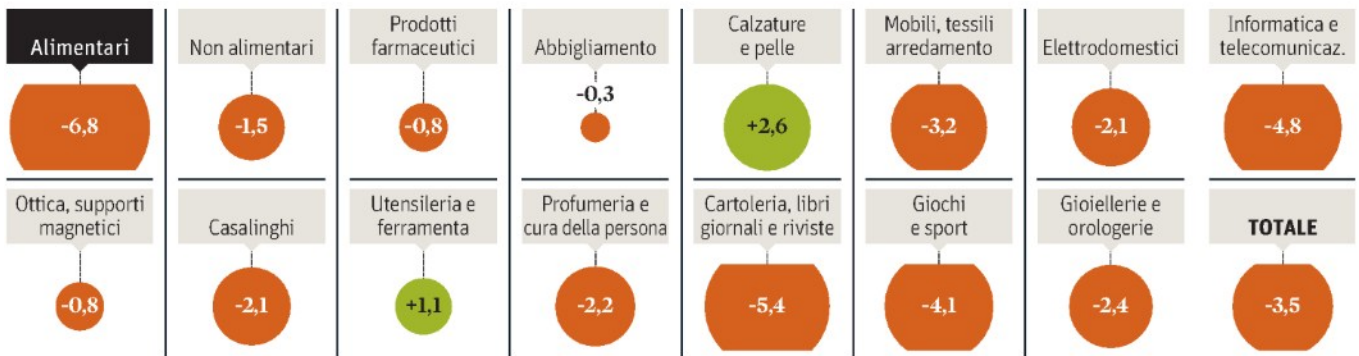 Alimentari
Non alimentari
Prodotti
farmaceutici
Abbigliamento
Calzature
e pelle
Mobili, tessili
arredamento
Elettrodomestici
Informatica e
telecomunicaz.
-6,8
-1,5
-0,8
-0,3
+2,6
-3,2
-2,1
-4,8
Ottica, supporti
magnetici
Casalinghi
Utensileria e
ferramenta
Profumeria e
cura della persona
Cartoleria, libri
giornali e riviste
Giochi
e sport
Gioiellerie e
orologerie
TOTALE
-0,8
-2,1
+1,1
-2,2
-5,4
-4,1
-2,4
-3,5